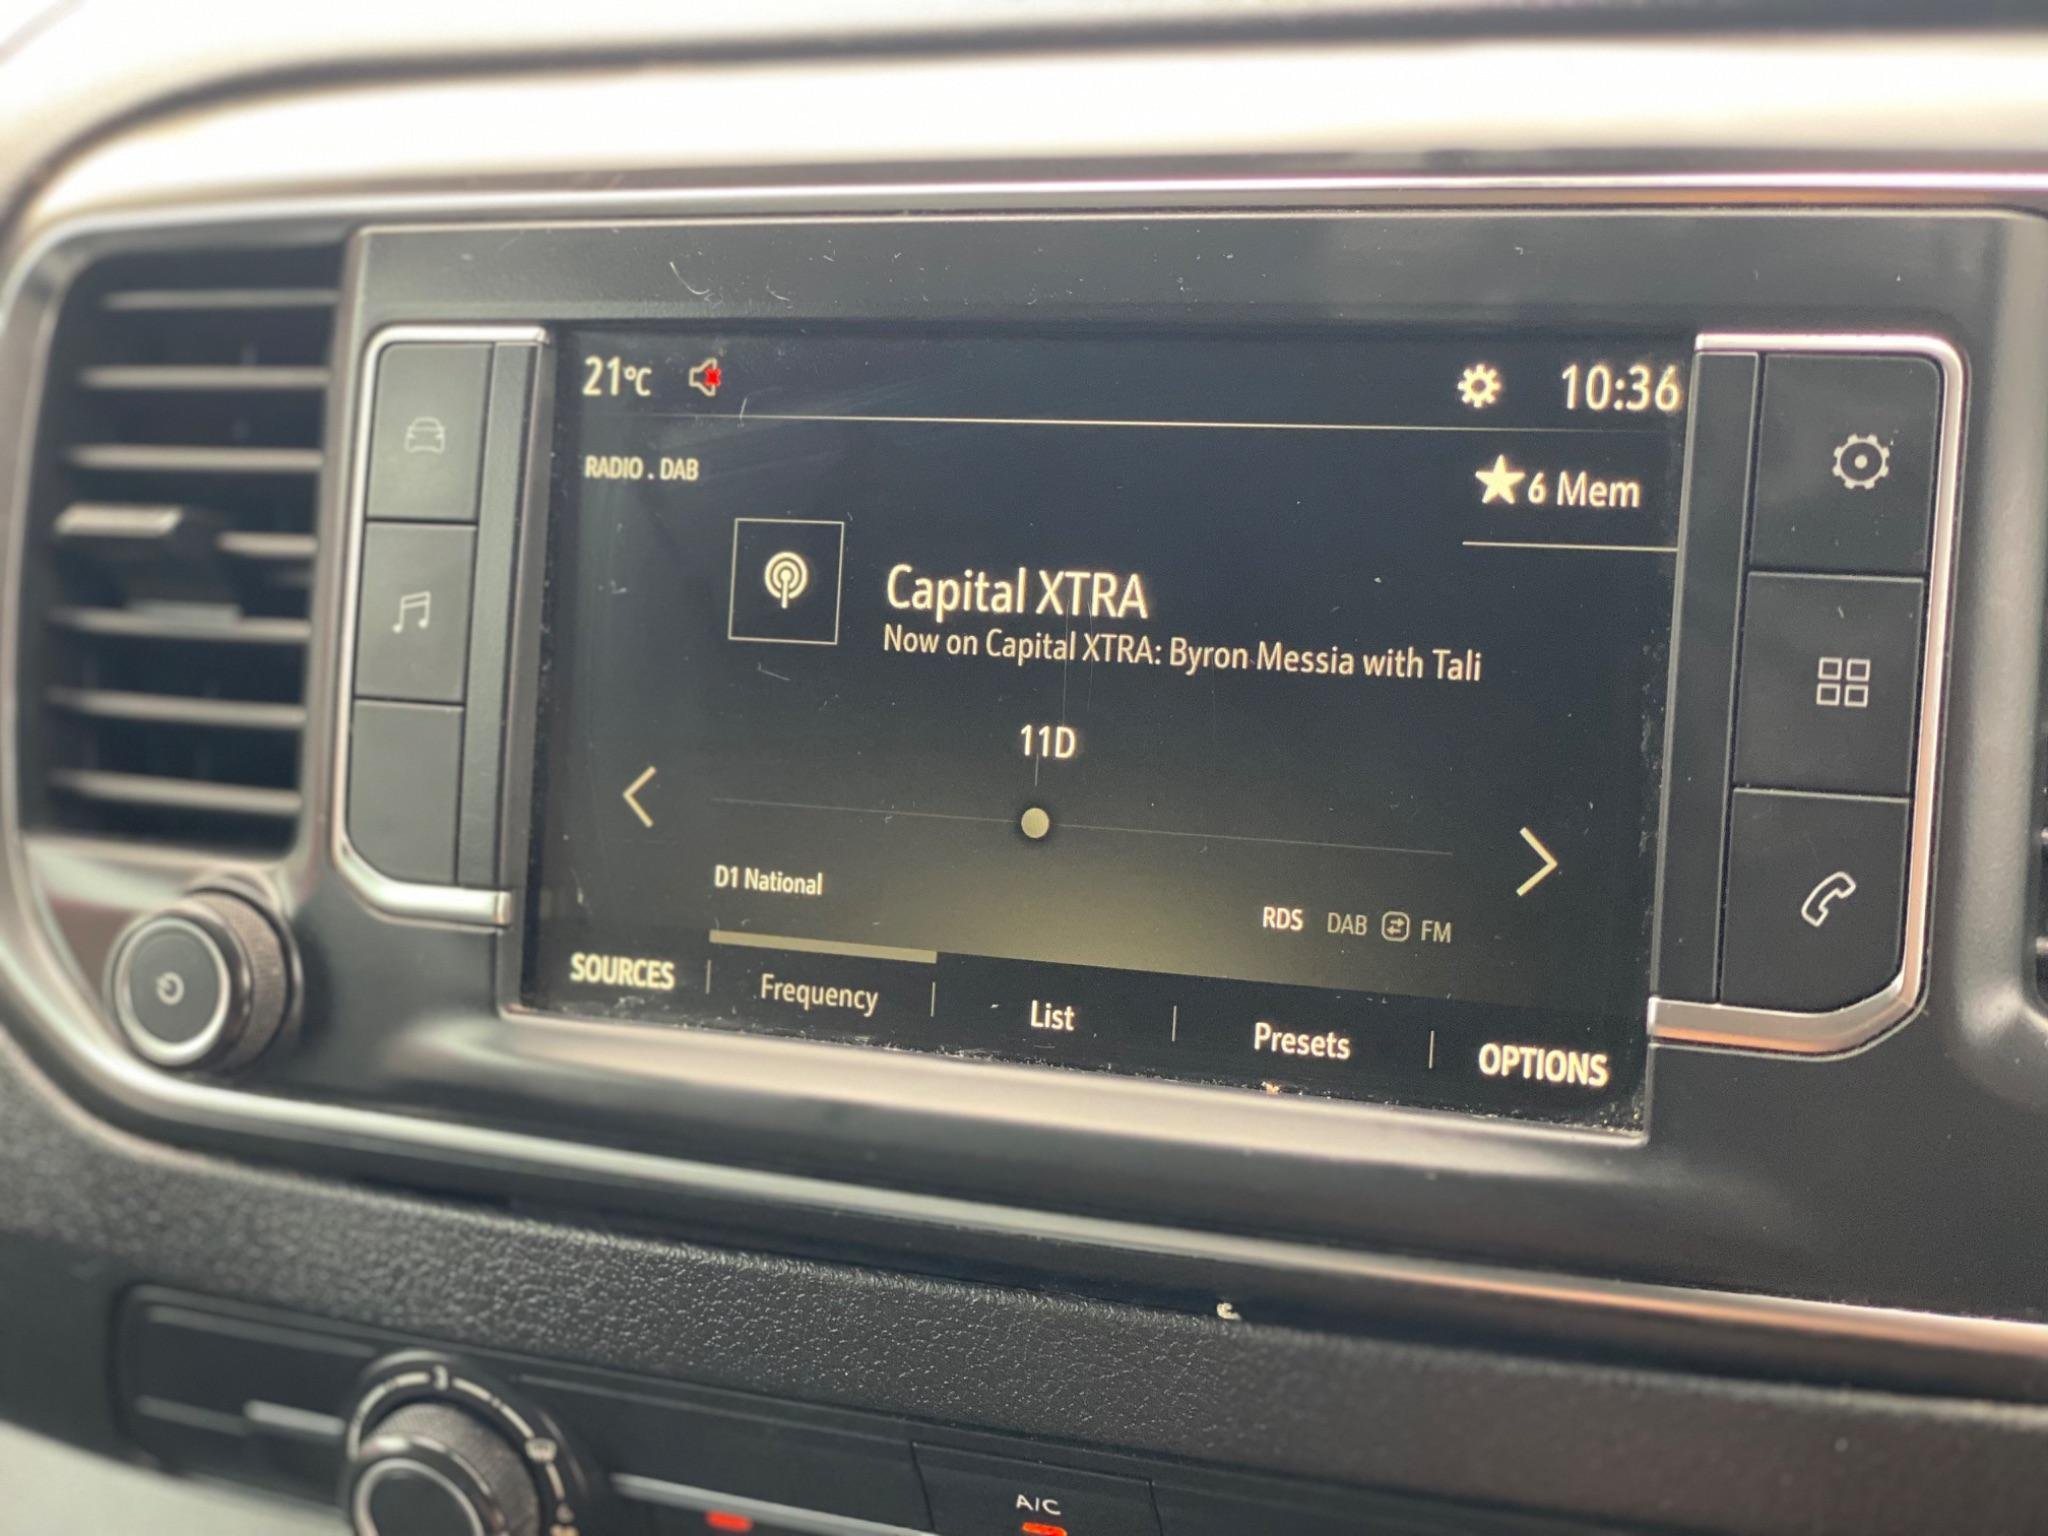 21°C
10:36
RADIO . DAB
6 Mem
Capital XTRA
Now on Capital XTRA: Byron Messia with Tali
11D
D1 National
RDS DAB FM
SOURCES
Frequency
List
Presets
OPTIONS
A/C